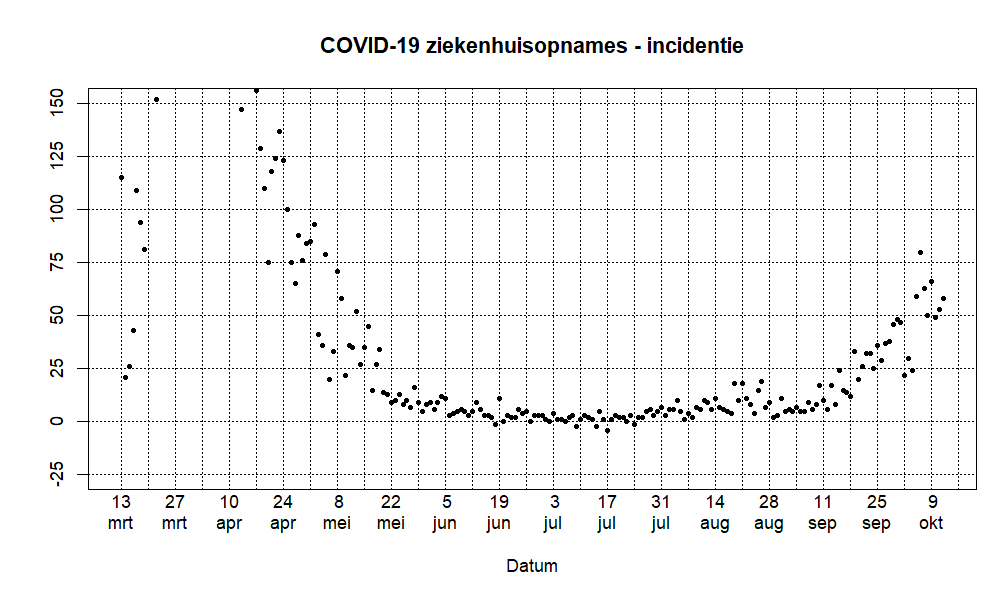 COVID-19 ziekenhuisopnames - incidentie
150
125
100
75
50
25
0
-25
13 27 10 24 8 22 5 19 3 17 31 14 28 11 25 9
mrt mrt apr apr mei mei jun jun jul jul jul aug aug sep sep okt
Datum